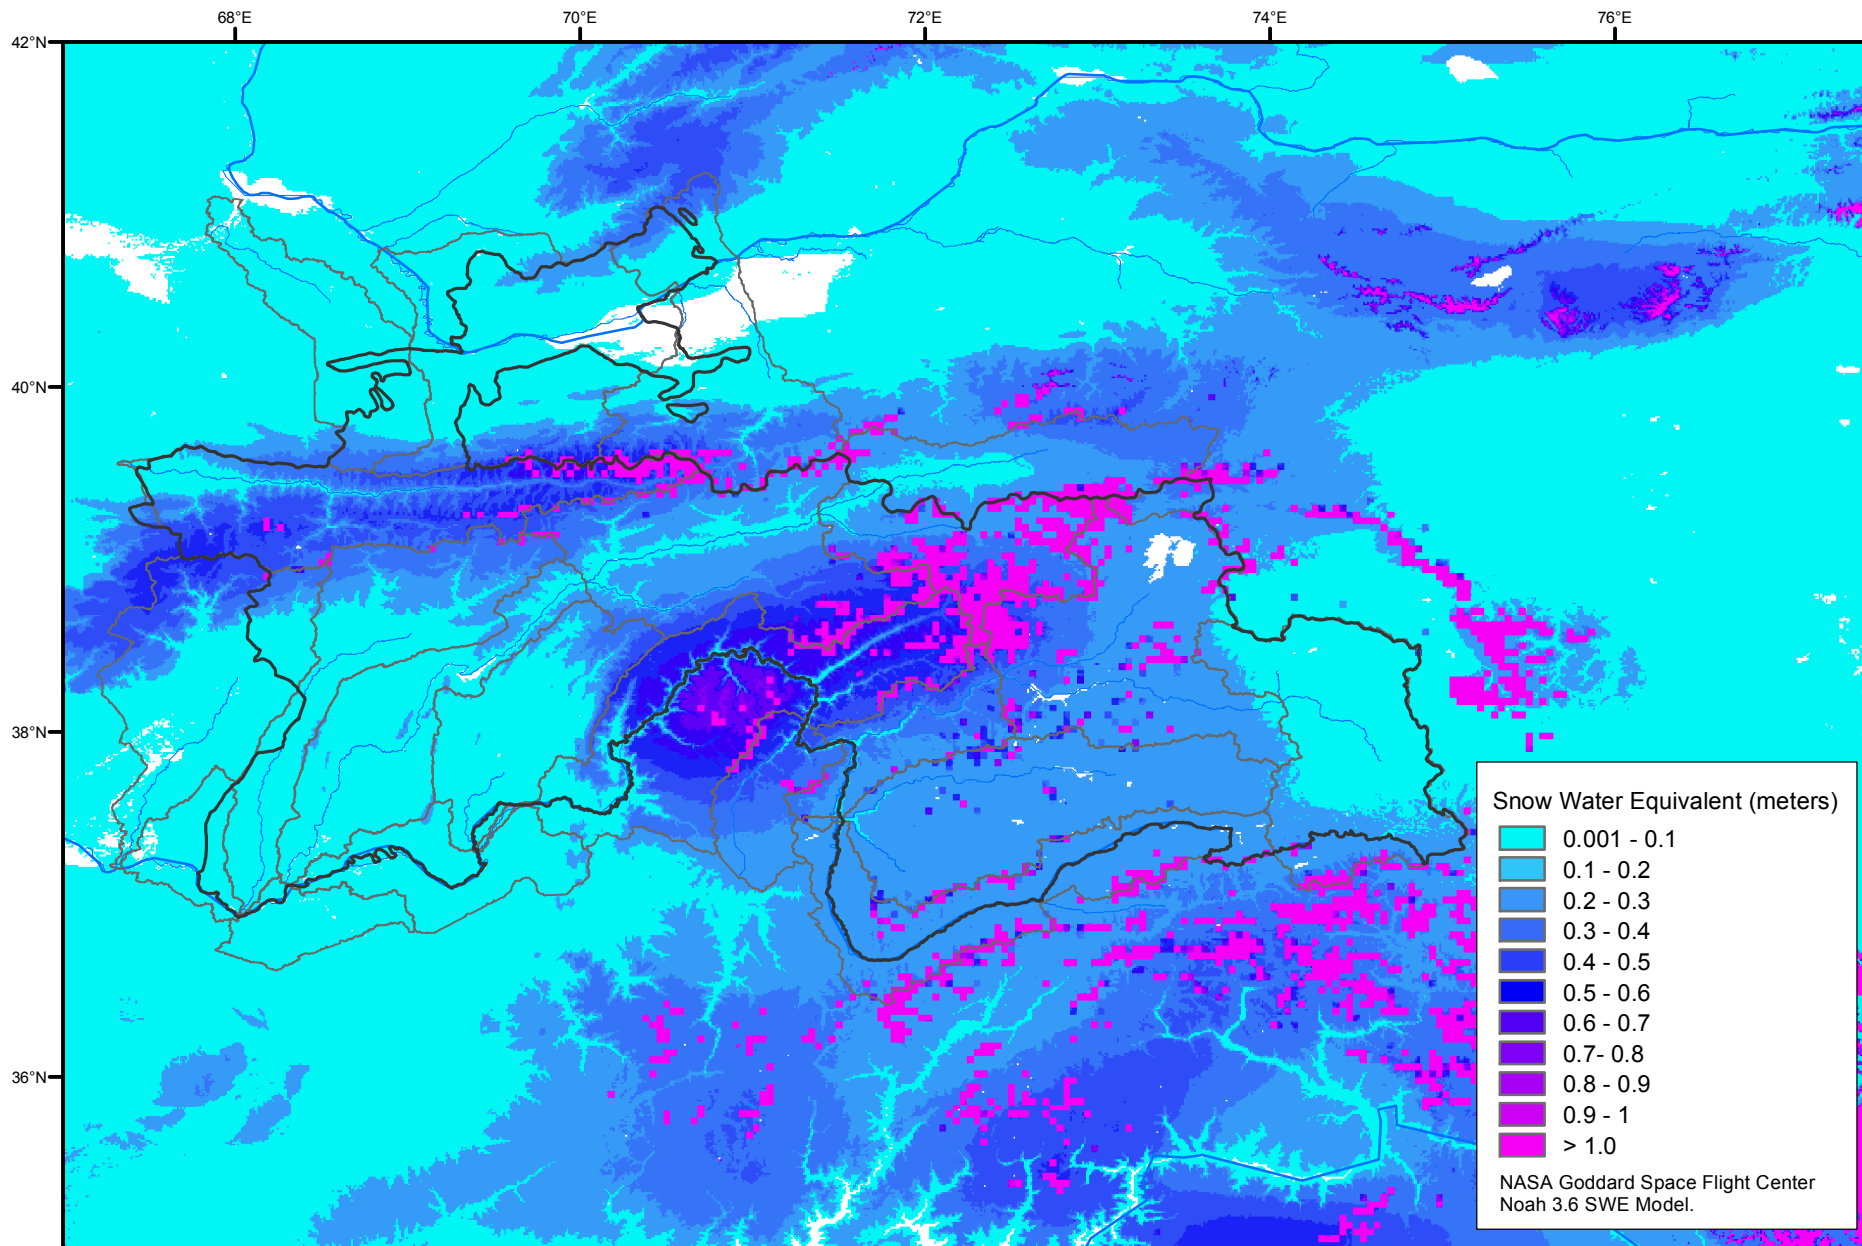 68°E 70°E 72°E 74°E 76°E
42°N
40°N
38°N
36°N
Snow Water Equivalent (meters)
0.001 - 0.1
0.1 - 0.2
0.2 - 0.3
0.3 - 0.4
0.4 - 0.5
0.5 - 0.6
0.6 - 0.7
0.7- 0.8
0.8 - 0.9
0.9 - 1
> 1.0
NASA Goddard Space Flight Center
Noah 3.6 SWE Model.